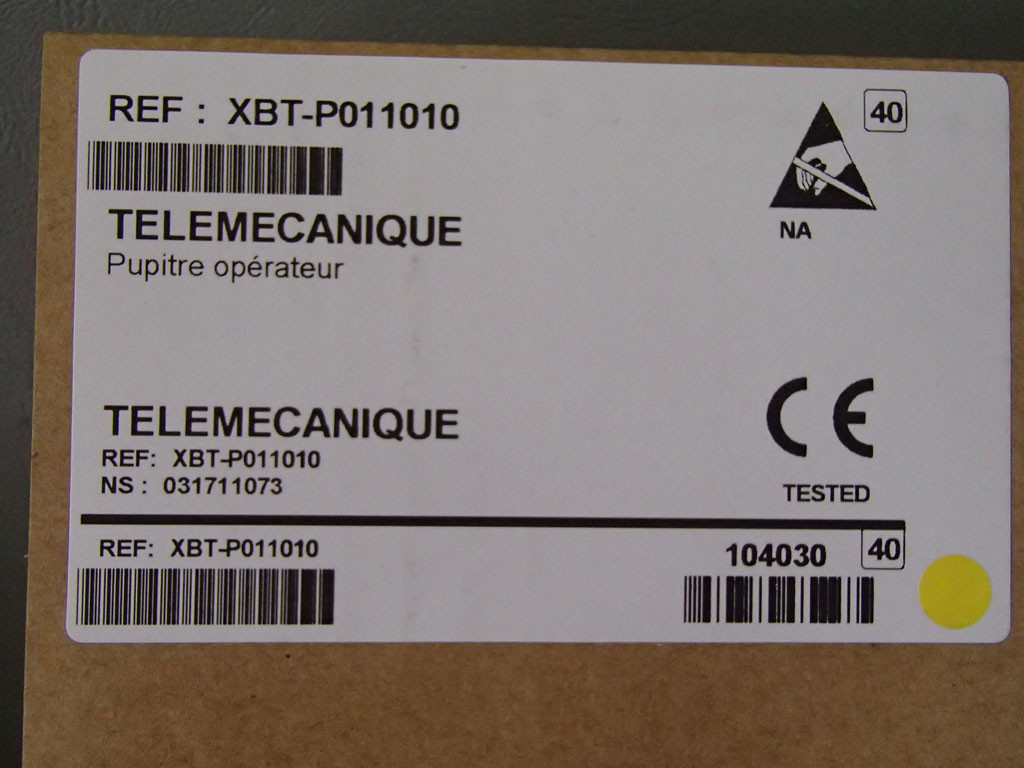 REF : XBT-P011010
40
NA
TELEMECANIQUE
Pupitre opérateur
TELEMECANIQUE
REF: XBT-P011010
NS : 031711073
CE
TESTED
REF: XBT-P011010
104030
40